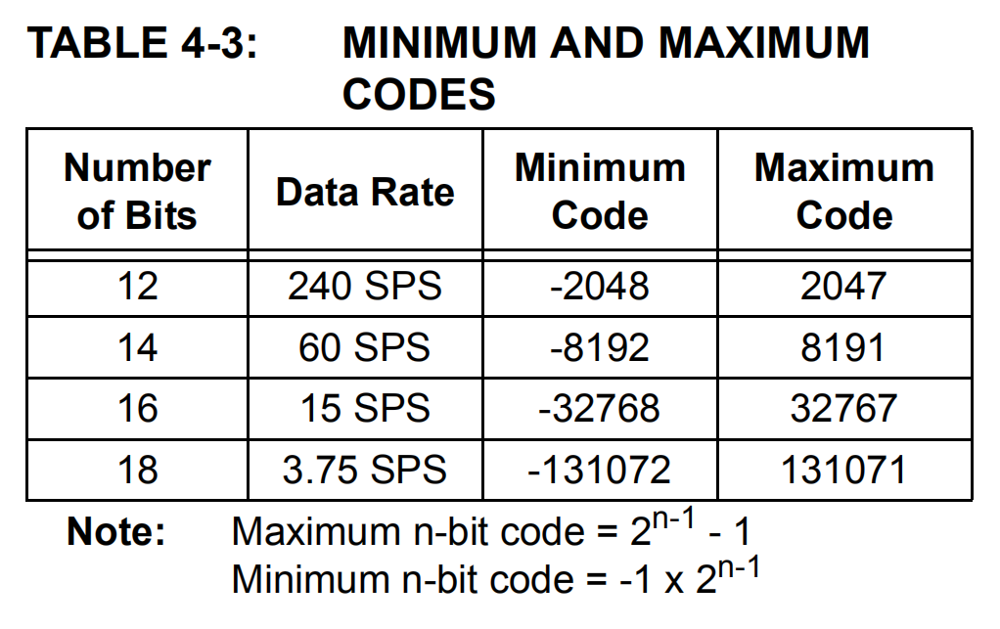 TABLE 4-3: MINIMUM AND MAXIMUM
CODES
Number of Bits Data Rate Minimum Code Maximum Code
12 240 SPS -2048 2047
14 60 SPS -8192 8191
16 15 SPS -32768 32767
18 3.75 SPS -131072 131071
Note: Maximum n-bit code = 2^n-1 - 1
Minimum n-bit code = -1 x 2^n-1